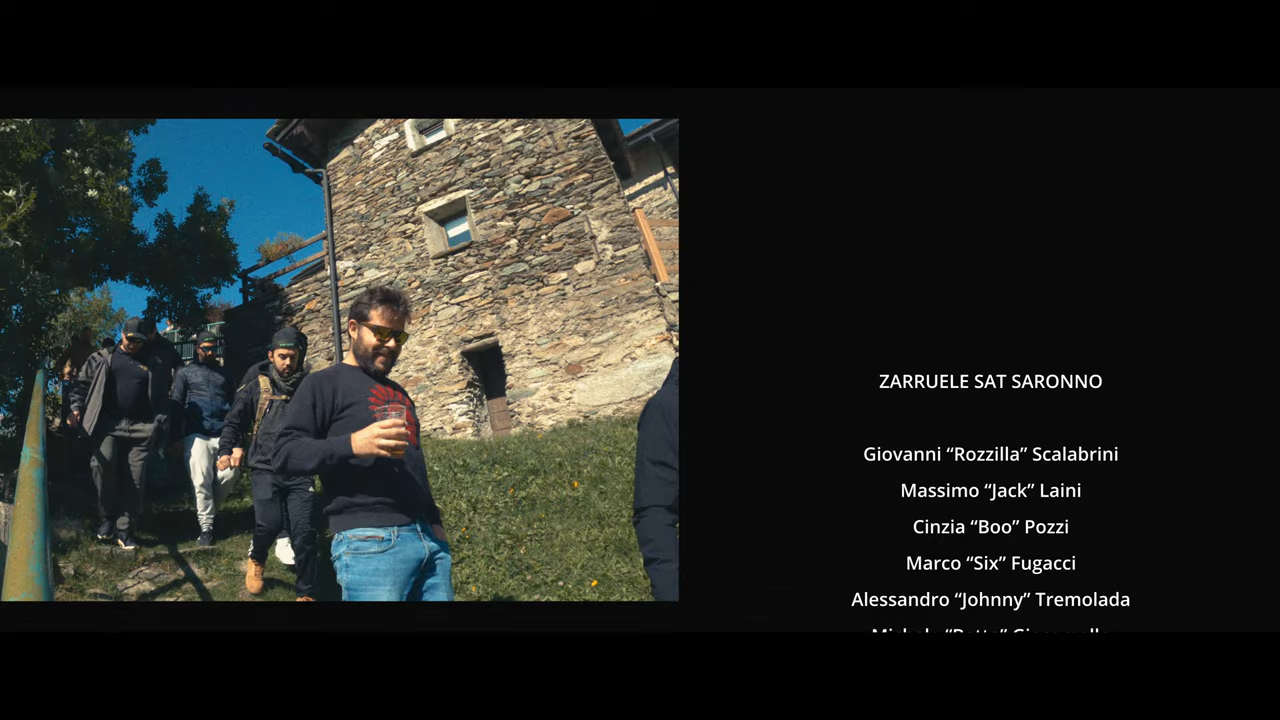 ZARRUELE SAT SARONNO
Giovanni “Rozzilla” Scalabrini
Massimo “Jack” Laini
Cinzia “Boo” Pozzi
Marco “Six” Fugacci
Alessandro “Johnny” Tremolada